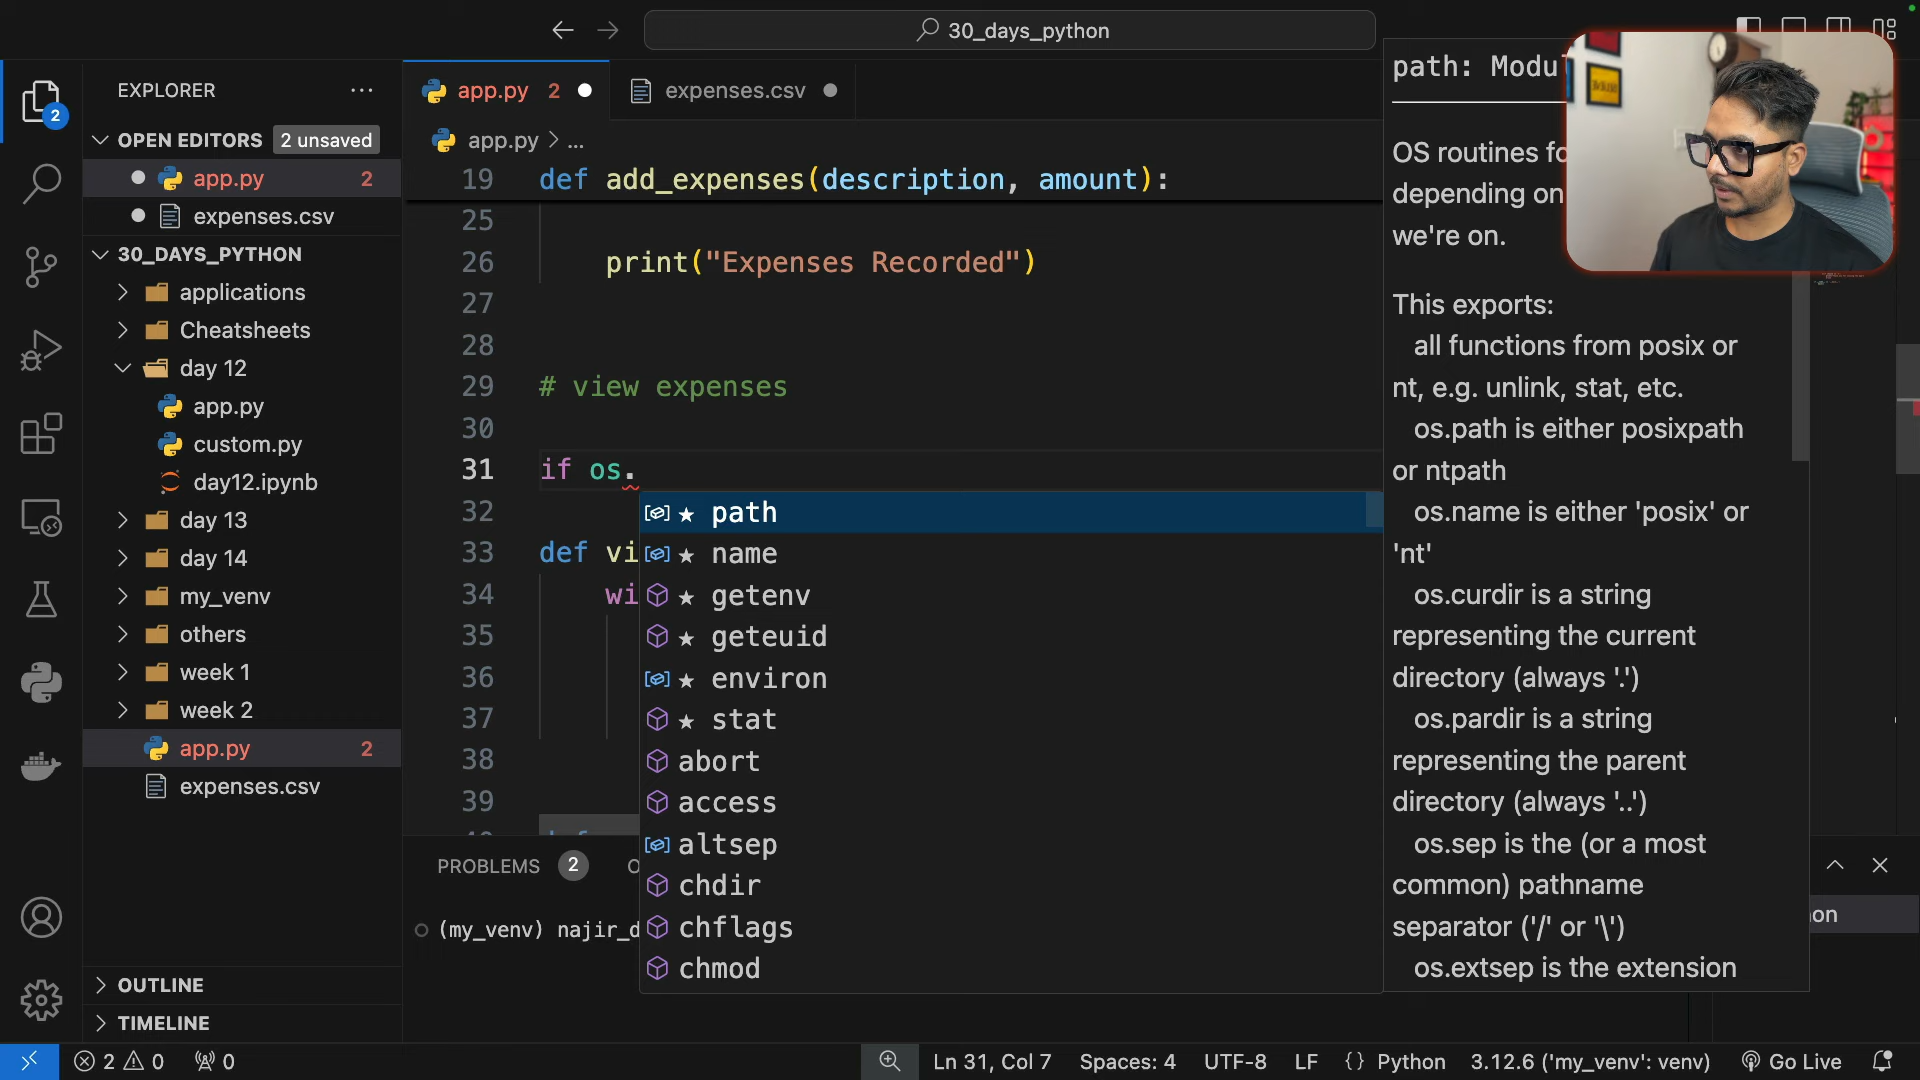 30_days_python
EXPLORER
OPEN EDITORS
2 unsaved
app.py 2
expenses.csv
30_DAYS_PYTHON
applications
Cheatsheets
day 12
app.py
custom.py
day12.ipynb
day 13
day 14
my_venv
others
week 1
week 2
app.py 2
expenses.csv
OUTLINE
TIMELINE
app.py 2
expenses.csv
app.py > ...
19 def add_expenses(description, amount):
25
26 print("Expenses Recorded")
27
28
29 # view expenses
30
31 if os.
32
33 def vi
34 wi
35
36
37
38
39
path
name
getenv
geteuid
environ
stat
abort
access
altsep
chdir
chflags
chmod
path: Modul
OS routines fo
depending on
we're on.
This exports:
all functions from posix or
nt, e.g. unlink, stat, etc.
os.path is either posixpath
or ntpath
os.name is either 'posix' or
'nt'
os.curdir is a string
representing the current
directory (always '.')
os.pardir is a string
representing the parent
directory (always '..')
os.sep is the (or a most
common) pathname
separator ('/' or '\')
os.extsep is the extension
PROBLEMS 2
(my_venv) najir_d
on
2 0 0
Ln 31, Col 7
Spaces: 4
UTF-8
LF
{} Python
3.12.6 ('my_venv': venv)
Go Live
2